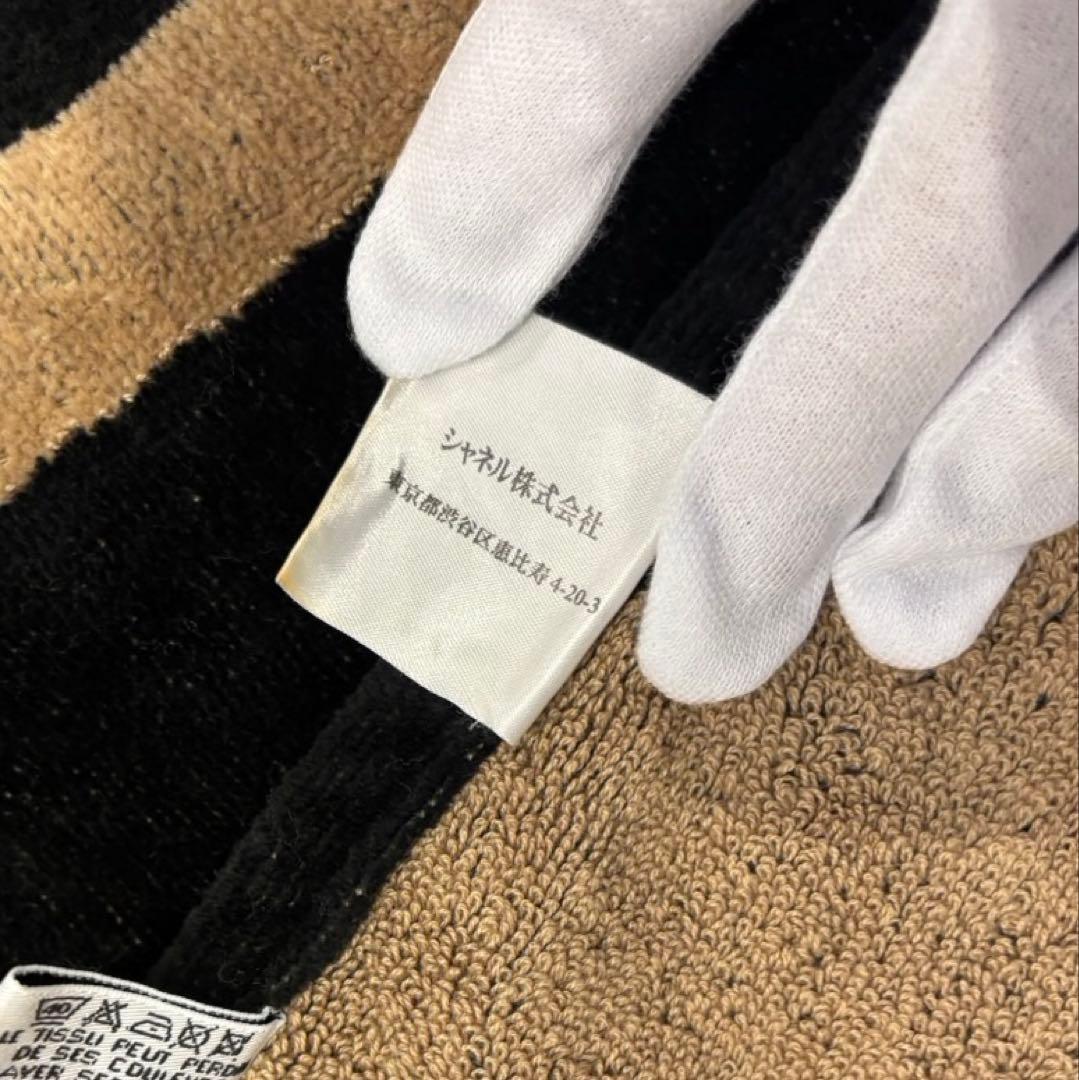 シャネル株式会社
東京都渋谷区恵比寿4-20-3
40
LE TISSU PEUT PERD
DE SES COULEU